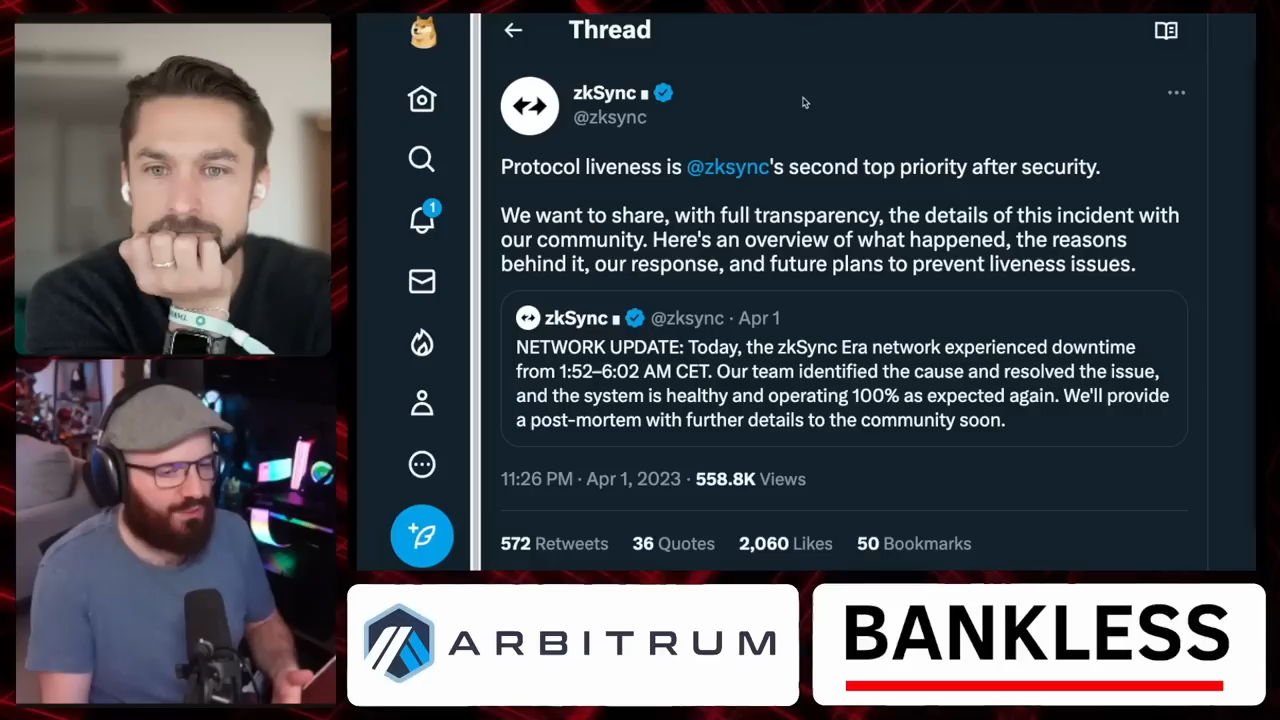 Thread
zkSync
@zksync
Protocol liveness is @zksync's second top priority after security.
We want to share, with full transparency, the details of this incident with
our community. Here's an overview of what happened, the reasons
behind it, our response, and future plans to prevent liveness issues.
zkSync @zksync · Apr 1
NETWORK UPDATE: Today, the zkSync Era network experienced downtime
from 1:52–6:02 AM CET. Our team identified the cause and resolved the issue,
and the system is healthy and operating 100% as expected again. We'll provide
a post-mortem with further details to the community soon.
11:26 PM · Apr 1, 2023 · 558.8K Views
572 Retweets 36 Quotes 2,060 Likes 50 Bookmarks
1
ARBITRUM
BANKLESS